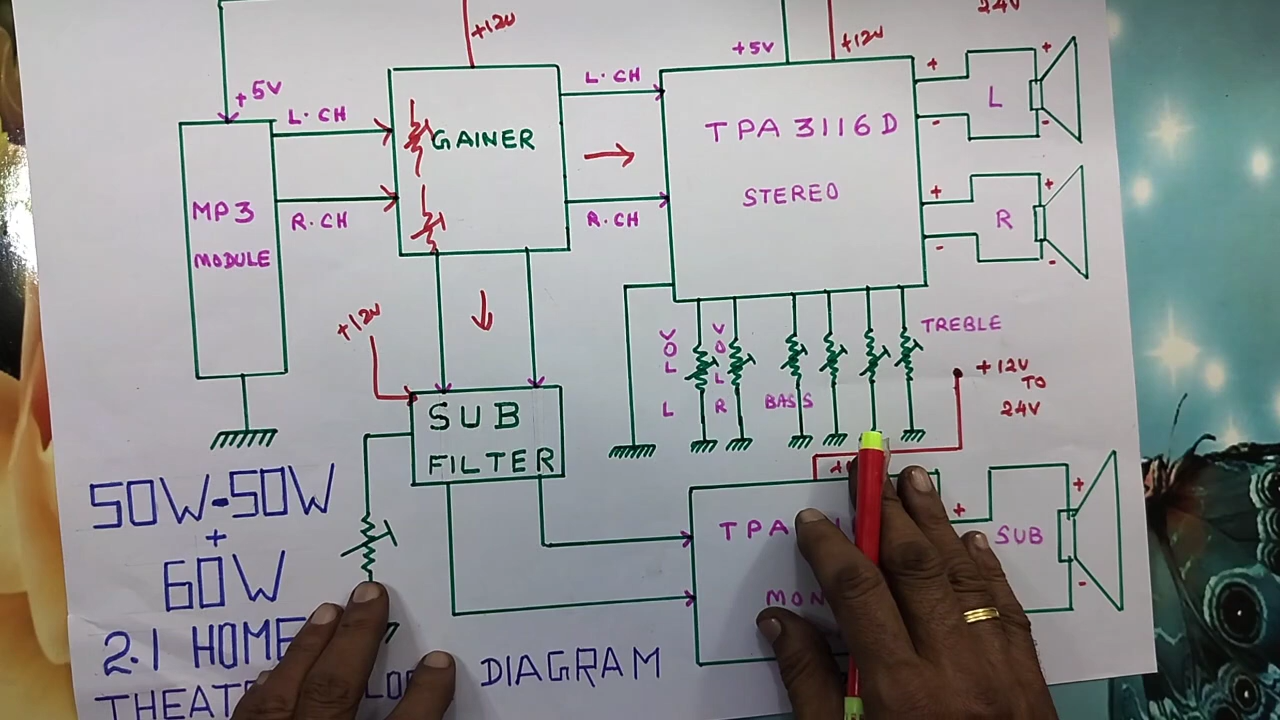 +12V
24V
+5V
+12V
+5V
L.CH
L.CH
GAINER
TPA 3116D
STEREO
L
+
-
+
-
MP3
MODULE
R.CH
R.CH
R
+
-
+
-
+12V
VOL L
VOL R
BASS
TREBLE
+12V
TO
24V
SUB
FILTER
50W-50W
+
60W
2.1 HOME
DIAGRAM
TPA
MON
+
SUB
+
-